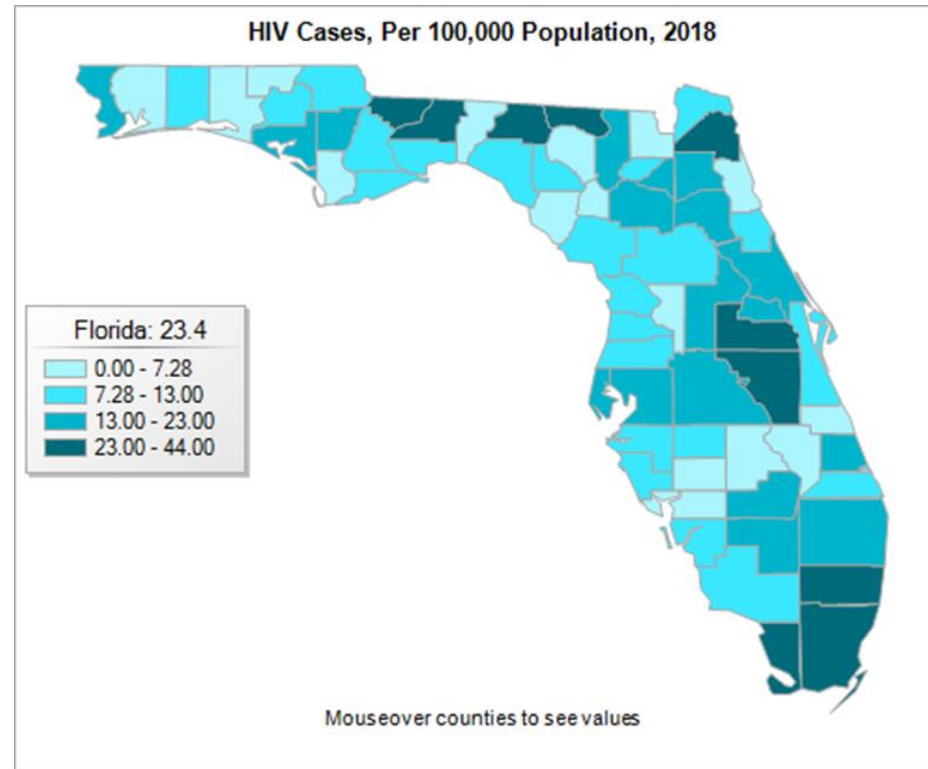 HIV Cases, Per 100,000 Population, 2018
Florida: 23.4
0.00 - 7.28
7.28 - 13.00
13.00 - 23.00
23.00 - 44.00
Mouseover counties to see values